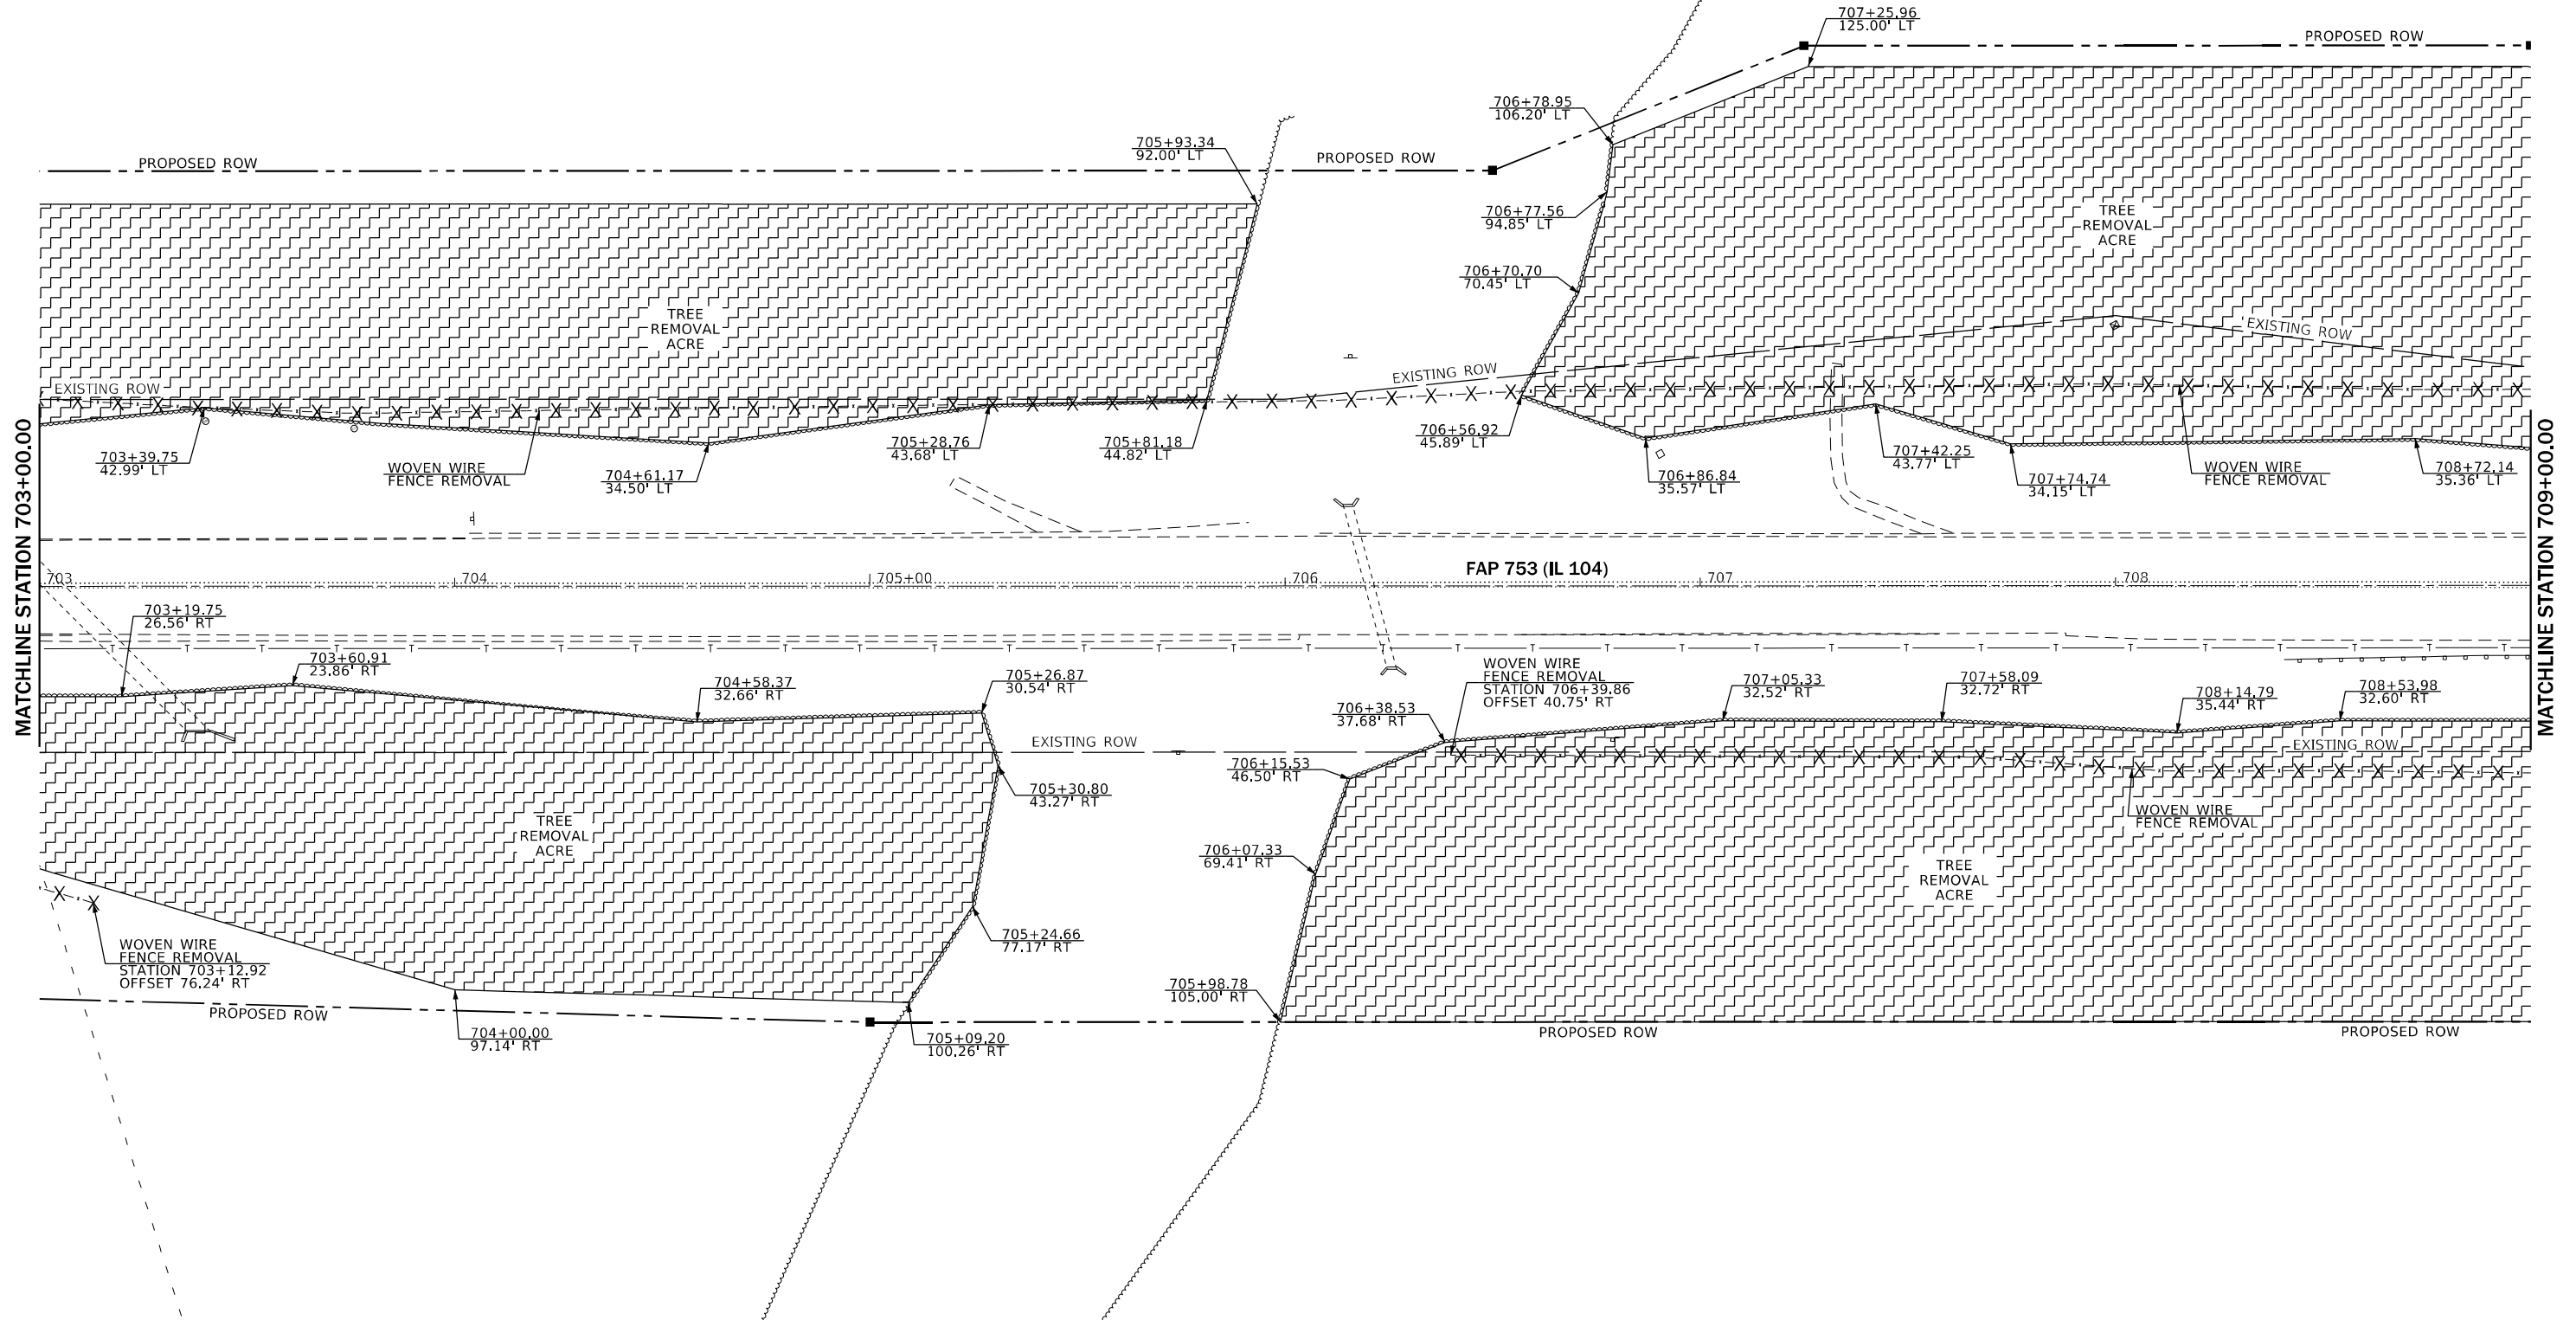 707+25.96
125.00' LT
PROPOSED ROW
706+78.95
106.20' LT
705+93.34
92.00' LT
PROPOSED ROW
PROPOSED ROW
706+77.56
94.85' LT
TREE
REMOVAL
ACRE
706+70.70
70.45' LT
TREE
REMOVAL
ACRE
EXISTING ROW
EXISTING ROW
EXISTING ROW
MATCHLINE STATION 703+00.00
MATCHLINE STATION 709+00.00
703+39.75
42.99' LT
WOVEN WIRE
FENCE REMOVAL
704+61.17
34.50' LT
705+28.76
43.68' LT
705+81.18
44.82' LT
706+56.92
45.89' LT
706+86.84
35.57' LT
707+42.25
43.77' LT
707+74.74
34.15' LT
WOVEN WIRE
FENCE REMOVAL
708+72.14
35.36' LT
FAP 753 (IL 104)
703
704
705+00
706
707
708
703+19.75
26.56' RT
703+60.91
23.86' RT
704+58.37
32.66' RT
705+26.87
30.54' RT
WOVEN WIRE
FENCE REMOVAL
STATION 706+39.86
OFFSET 40.75' RT
706+38.53
37.68' RT
707+05.33
32.52' RT
707+58.09
32.72' RT
708+14.79
35.44' RT
708+53.98
32.60' RT
T T T T T T T T T T T T T T T T T T T T
EXISTING ROW
EXISTING ROW
706+15.53
46.50' RT
705+30.80
43.27' RT
WOVEN WIRE
FENCE REMOVAL
TREE
REMOVAL
ACRE
706+07.33
69.41' RT
TREE
REMOVAL
ACRE
WOVEN WIRE
FENCE REMOVAL
STATION 703+12.92
OFFSET 76.24' RT
705+24.66
77.17' RT
705+98.78
105.00' RT
PROPOSED ROW
704+00.00
97.14' RT
705+09.20
100.26' RT
PROPOSED ROW
PROPOSED ROW